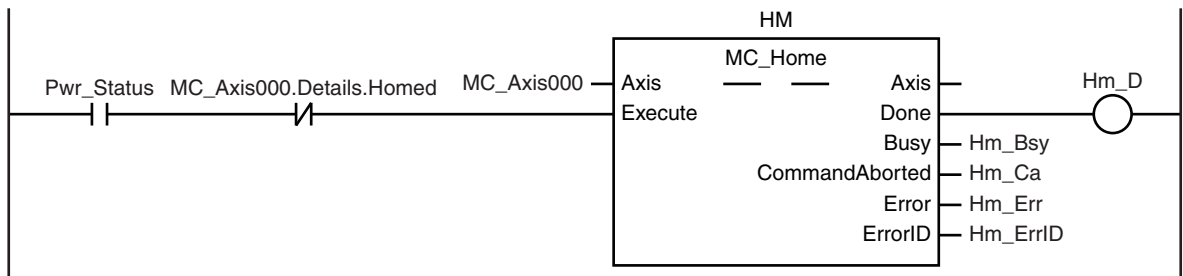 HM
MC_Home
Pwr_Status MC_Axis000.Details.Homed MC_Axis000 Axis Axis Hm_D
Execute Done
Busy Hm_Bsy
CommandAborted Hm_Ca
Error Hm_Err
ErrorID Hm_ErrID